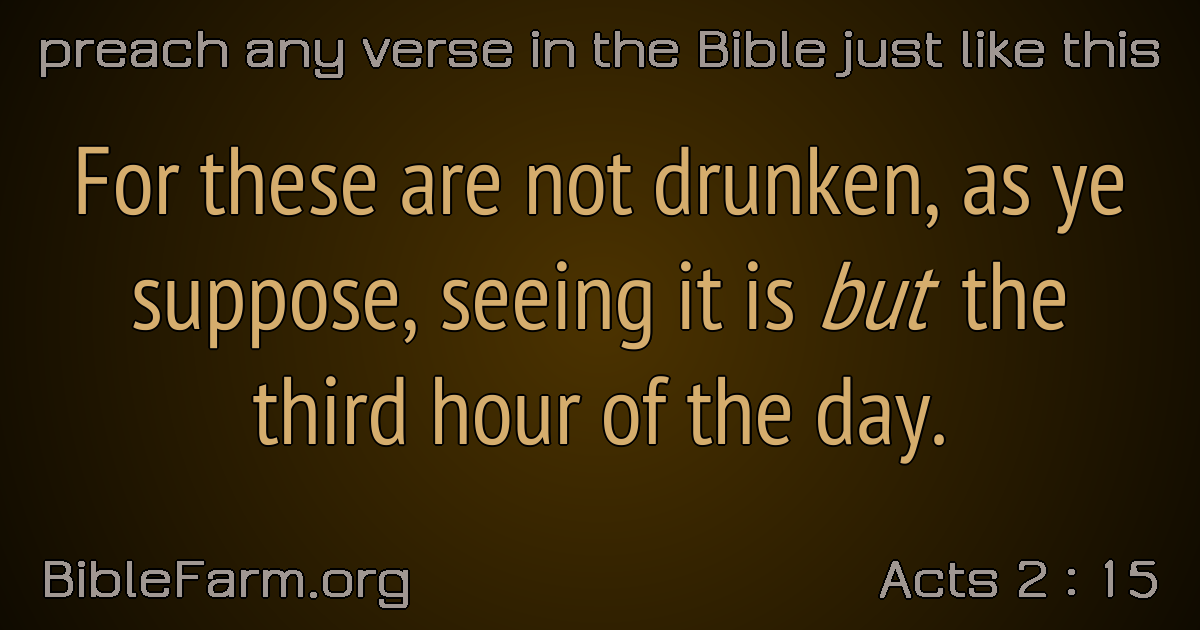 preach any verse in the Bible just like this
For these are not drunken, as ye
suppose, seeing it is but the
third hour of the day.
BibleFarm.org
Acts 2 : 15